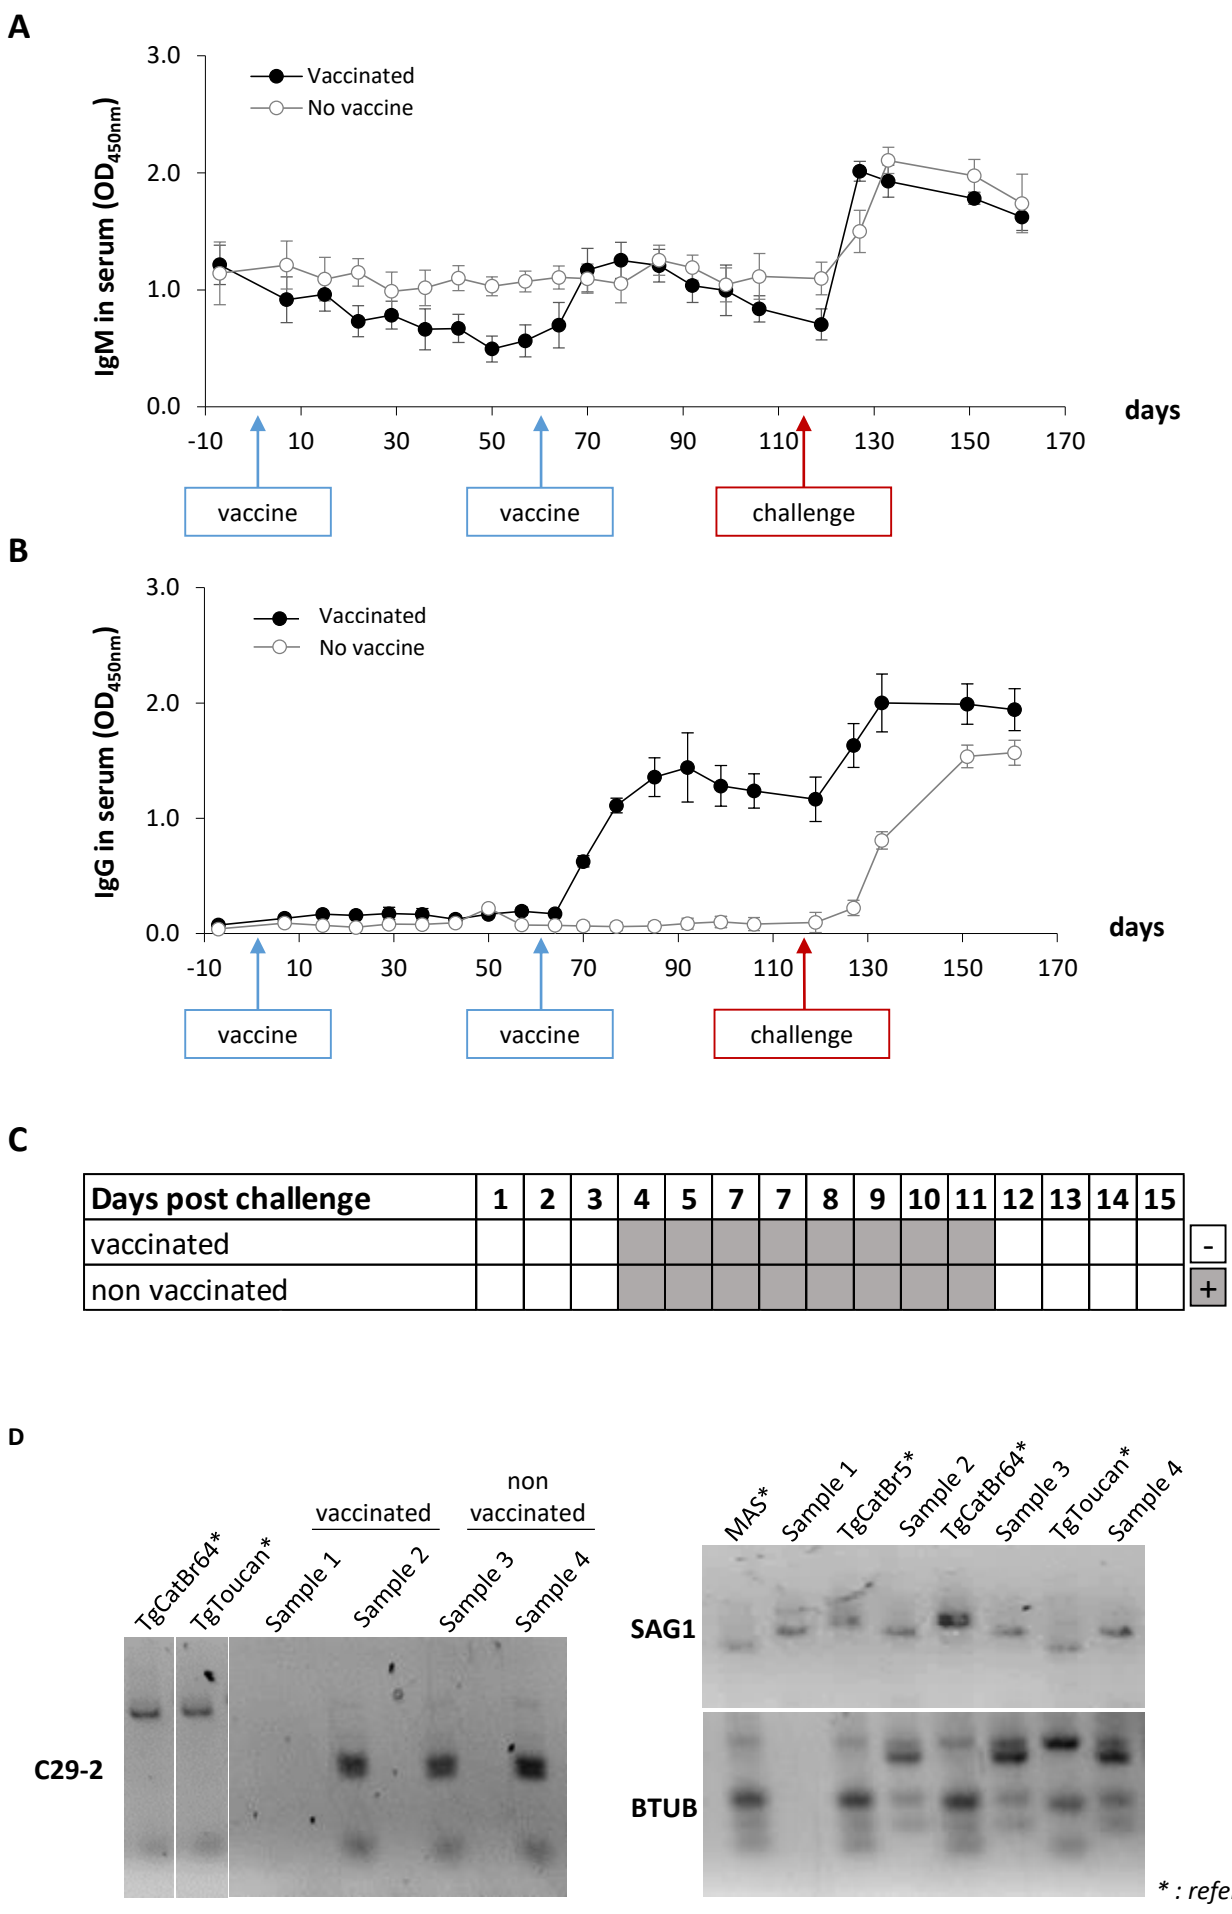 A
3.0
Vaccinated
No vaccine
2.0
IgM in serum (OD450nm)
1.0
0.0
days
-10 10 30 50 70 90 110 130 150 170
vaccine vaccine challenge
B
3.0
Vaccinated
No vaccine
2.0
IgG in serum (OD450nm)
1.0
0.0
days
-10 10 30 50 70 90 110 130 150 170
vaccine vaccine challenge
C
Days post challenge 1 2 3 4 5 7 7 8 9 10 11 12 13 14 15
vaccinated -
non vaccinated +
D
vaccinated
non
vaccinated
TgCatBr64* TgToucan* Sample 1 Sample 2 Sample 3 Sample 4
C29-2
MAS* Sample 1 TgCatBr5* Sample 2 TgCatBr64* Sample 3 TgToucan* Sample 4
SAG1
BTUB
* : refe